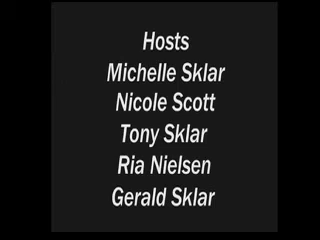 Hosts
Michelle Sklar
Nicole Scott
Tony Sklar
Ria Nielsen
Gerald Sklar